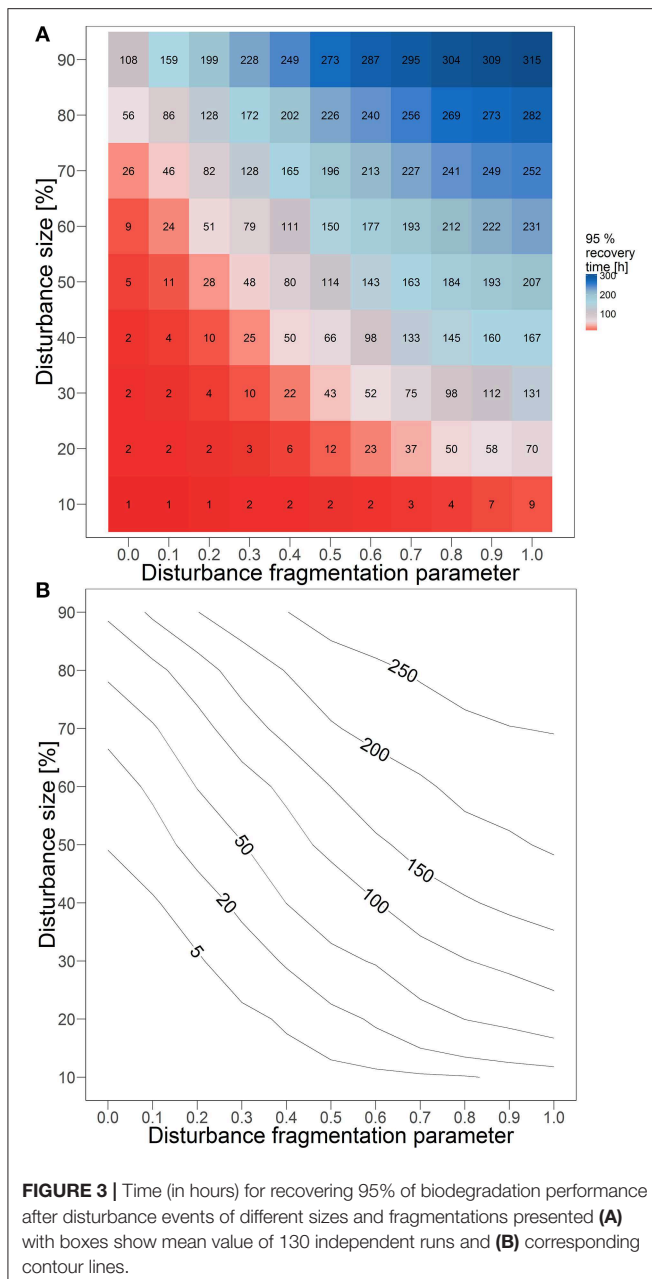 A
90 108 159 199 228 249 273 287 295 304 309 315
80 56 86 128 172 202 226 240 256 269 273 282
70 26 46 82 128 165 196 213 227 241 249 252
60 9 24 51 79 111 150 177 193 212 222 231
50 5 11 28 48 80 114 143 163 184 193 207
40 2 4 10 25 50 66 98 133 145 160 167
30 2 2 4 10 22 43 52 75 98 112 131
20 2 2 2 3 6 12 23 37 50 58 70
10 1 1 1 2 2 2 2 3 4 7 9
Disturbance size [%]
0.0 0.1 0.2 0.3 0.4 0.5 0.6 0.7 0.8 0.9 1.0
Disturbance fragmentation parameter
95 %
recovery
time [h]
300
200
100
B
90
80
70
60
50
40
30
20
10
Disturbance size [%]
250
200
150
100
50
20
5
0.0 0.1 0.2 0.3 0.4 0.5 0.6 0.7 0.8 0.9 1.0
Disturbance fragmentation parameter
FIGURE 3 | Time (in hours) for recovering 95% of biodegradation performance
after disturbance events of different sizes and fragmentations presented (A)
with boxes show mean value of 130 independent runs and (B) corresponding
contour lines.